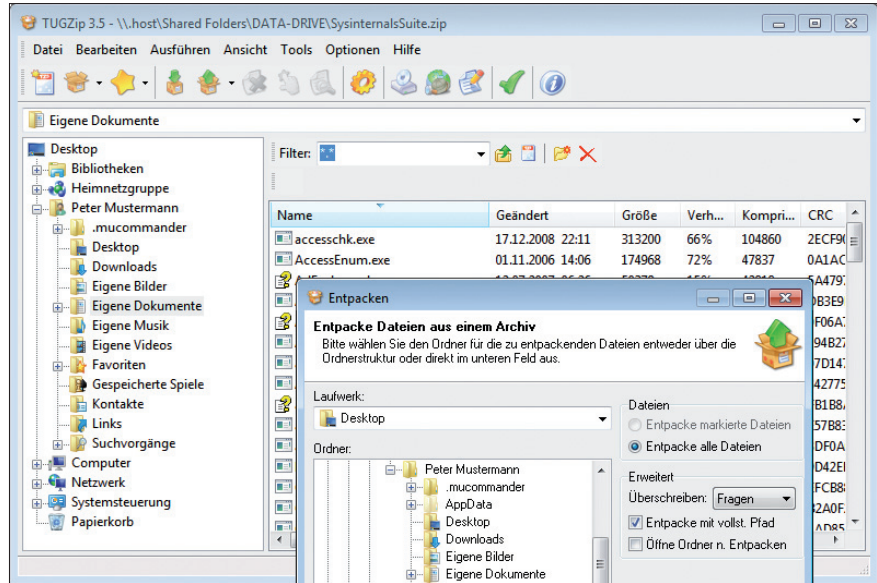 TUGZip 3.5 - \\.host\Shared Folders\DATA-DRIVE\SysinternalsSuite.zip
Datei Bearbeiten Ausführen Ansicht Tools Optionen Hilfe
Eigene Dokumente
Desktop
Bibliotheken
Heimnetzgruppe
Peter Mustermann
.mucommander
Desktop
Downloads
Eigene Bilder
Eigene Dokumente
Eigene Musik
Eigene Videos
Favoriten
Gespeicherte Spiele
Kontakte
Links
Suchvorgänge
Computer
Netzwerk
Systemsteuerung
Papierkorb
Filter: *.*
Name Geändert Größe Verh... Kompri... CRC
accesschk.exe 17.12.2008 22:11 313200 66% 104860 2ECF9
AccessEnum.exe 01.11.2006 14:06 174968 72% 47837 0A1AC
Entpacken
Entpacke Dateien aus einem Archiv
Bitte wählen Sie den Ordner für die zu entpackenden Dateien entweder über die
Ordnerstruktur oder direkt im unteren Feld aus.
Laufwerk:
Desktop
Ordner:
Peter Mustermann
.mucommander
AppData
Desktop
Downloads
Eigene Bilder
Eigene Dokumente
Dateien
Entpacke markierte Dateien
Entpacke alle Dateien
Erweitert
Überschreiben: Fragen
Entpacke mit vollst. Pfad
Öffne Ordner n. Entpacken